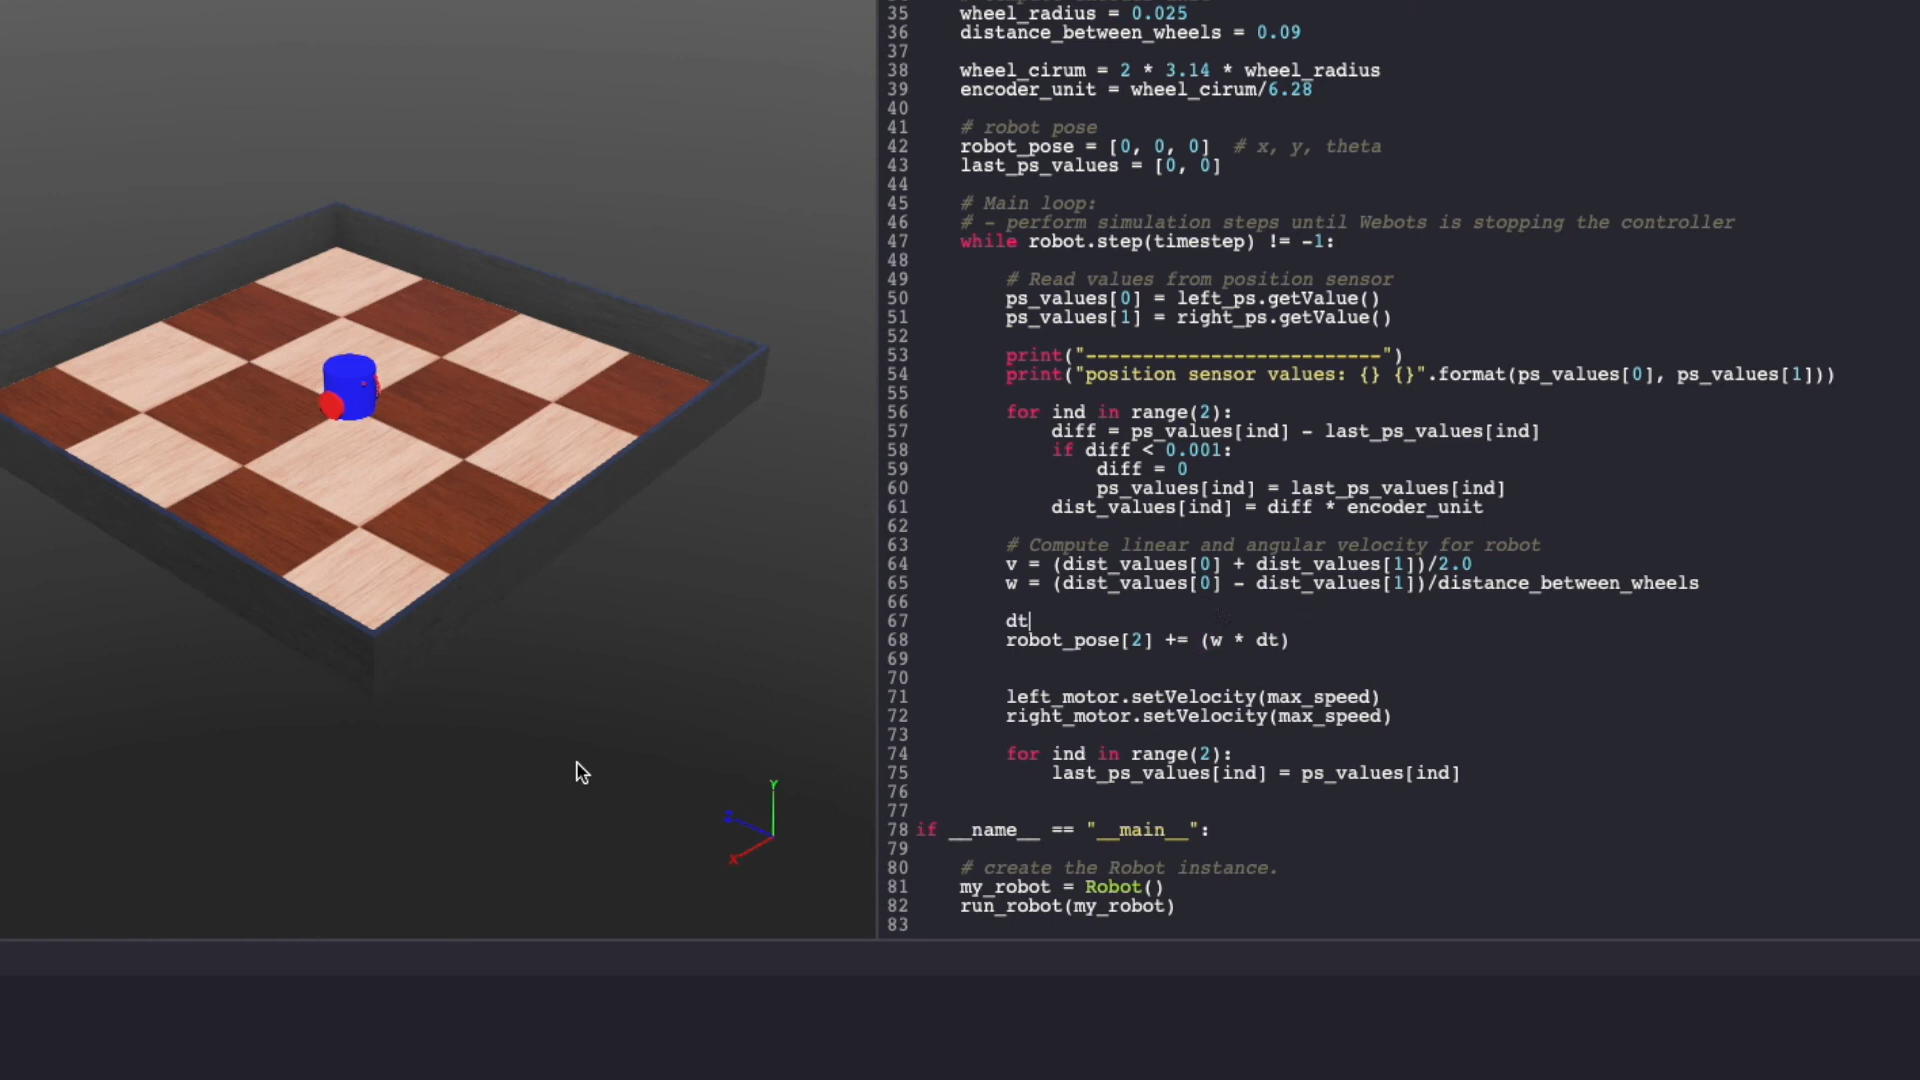 35 wheel_radius = 0.025
36 distance_between_wheels = 0.09
37
38 wheel_cirum = 2 * 3.14 * wheel_radius
39 encoder_unit = wheel_cirum/6.28
40
41 # robot pose
42 robot_pose = [0, 0, 0] # x, y, theta
43 last_ps_values = [0, 0]
44
45 # Main loop:
46 # - perform simulation steps until Webots is stopping the controller
47 while robot.step(timestep) != -1:
48
49 # Read values from position sensor
50 ps_values[0] = left_ps.getValue()
51 ps_values[1] = right_ps.getValue()
52
53 print("--------------------------")
54 print("position sensor values: {} {}".format(ps_values[0], ps_values[1]))
55
56 for ind in range(2):
57 diff = ps_values[ind] - last_ps_values[ind]
58 if diff < 0.001:
59 diff = 0
60 ps_values[ind] = last_ps_values[ind]
61 dist_values[ind] = diff * encoder_unit
62
63 # Compute linear and angular velocity for robot
64 v = (dist_values[0] + dist_values[1])/2.0
65 w = (dist_values[0] - dist_values[1])/distance_between_wheels
66
67 dt
68 robot_pose[2] += (w * dt)
69
70
71 left_motor.setVelocity(max_speed)
72 right_motor.setVelocity(max_speed)
73
74 for ind in range(2):
75 last_ps_values[ind] = ps_values[ind]
76
77
78 if __name__ == "__main__":
79
80 # create the Robot instance.
81 my_robot = Robot()
82 run_robot(my_robot)
83
Y
Z
X